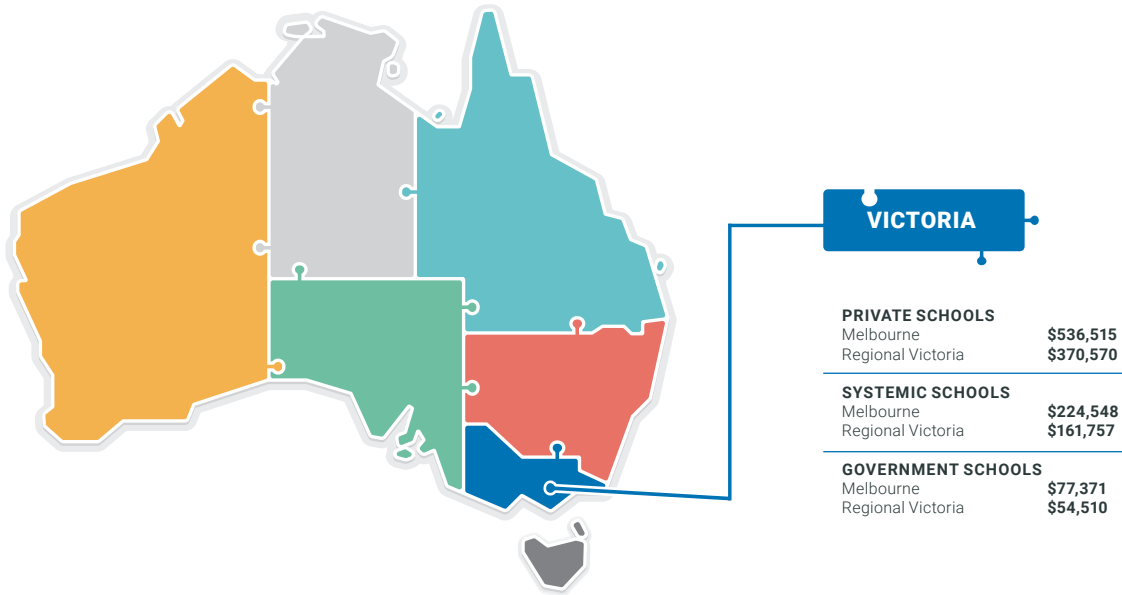 VICTORIA
PRIVATE SCHOOLS
Melbourne $536,515
Regional Victoria $370,570
SYSTEMIC SCHOOLS
Melbourne $224,548
Regional Victoria $161,757
GOVERNMENT SCHOOLS
Melbourne $77,371
Regional Victoria $54,510